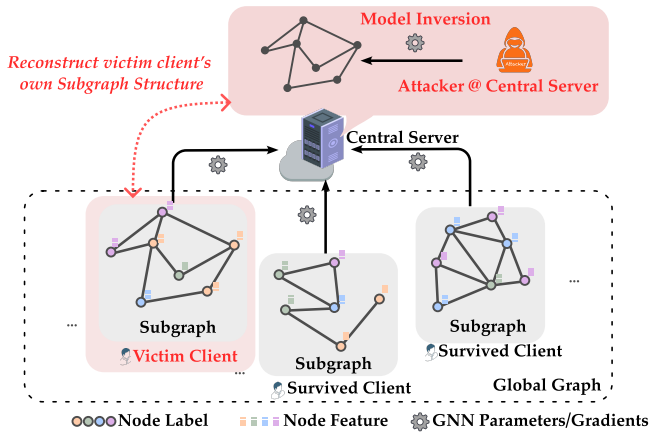 Model Inversion
Reconstruct victim client's
own Subgraph Structure
Attacker
Attacker @ Central Server
Central Server
Subgraph
Victim Client
Subgraph
Survived Client
Subgraph
Survived Client
...
...
...
Global Graph
Node Label
Node Feature
GNN Parameters/Gradients